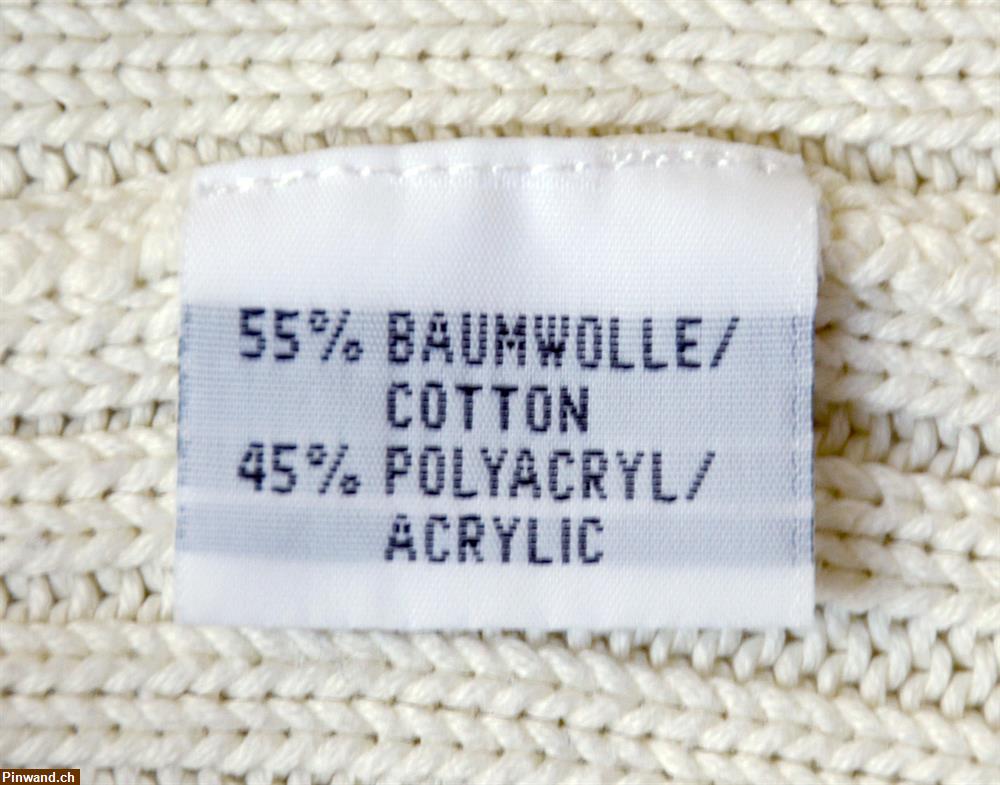 55% BAUMWOLLE/
COTTON
45% POLYACRYL/
ACRYLIC
Pinwand.ch